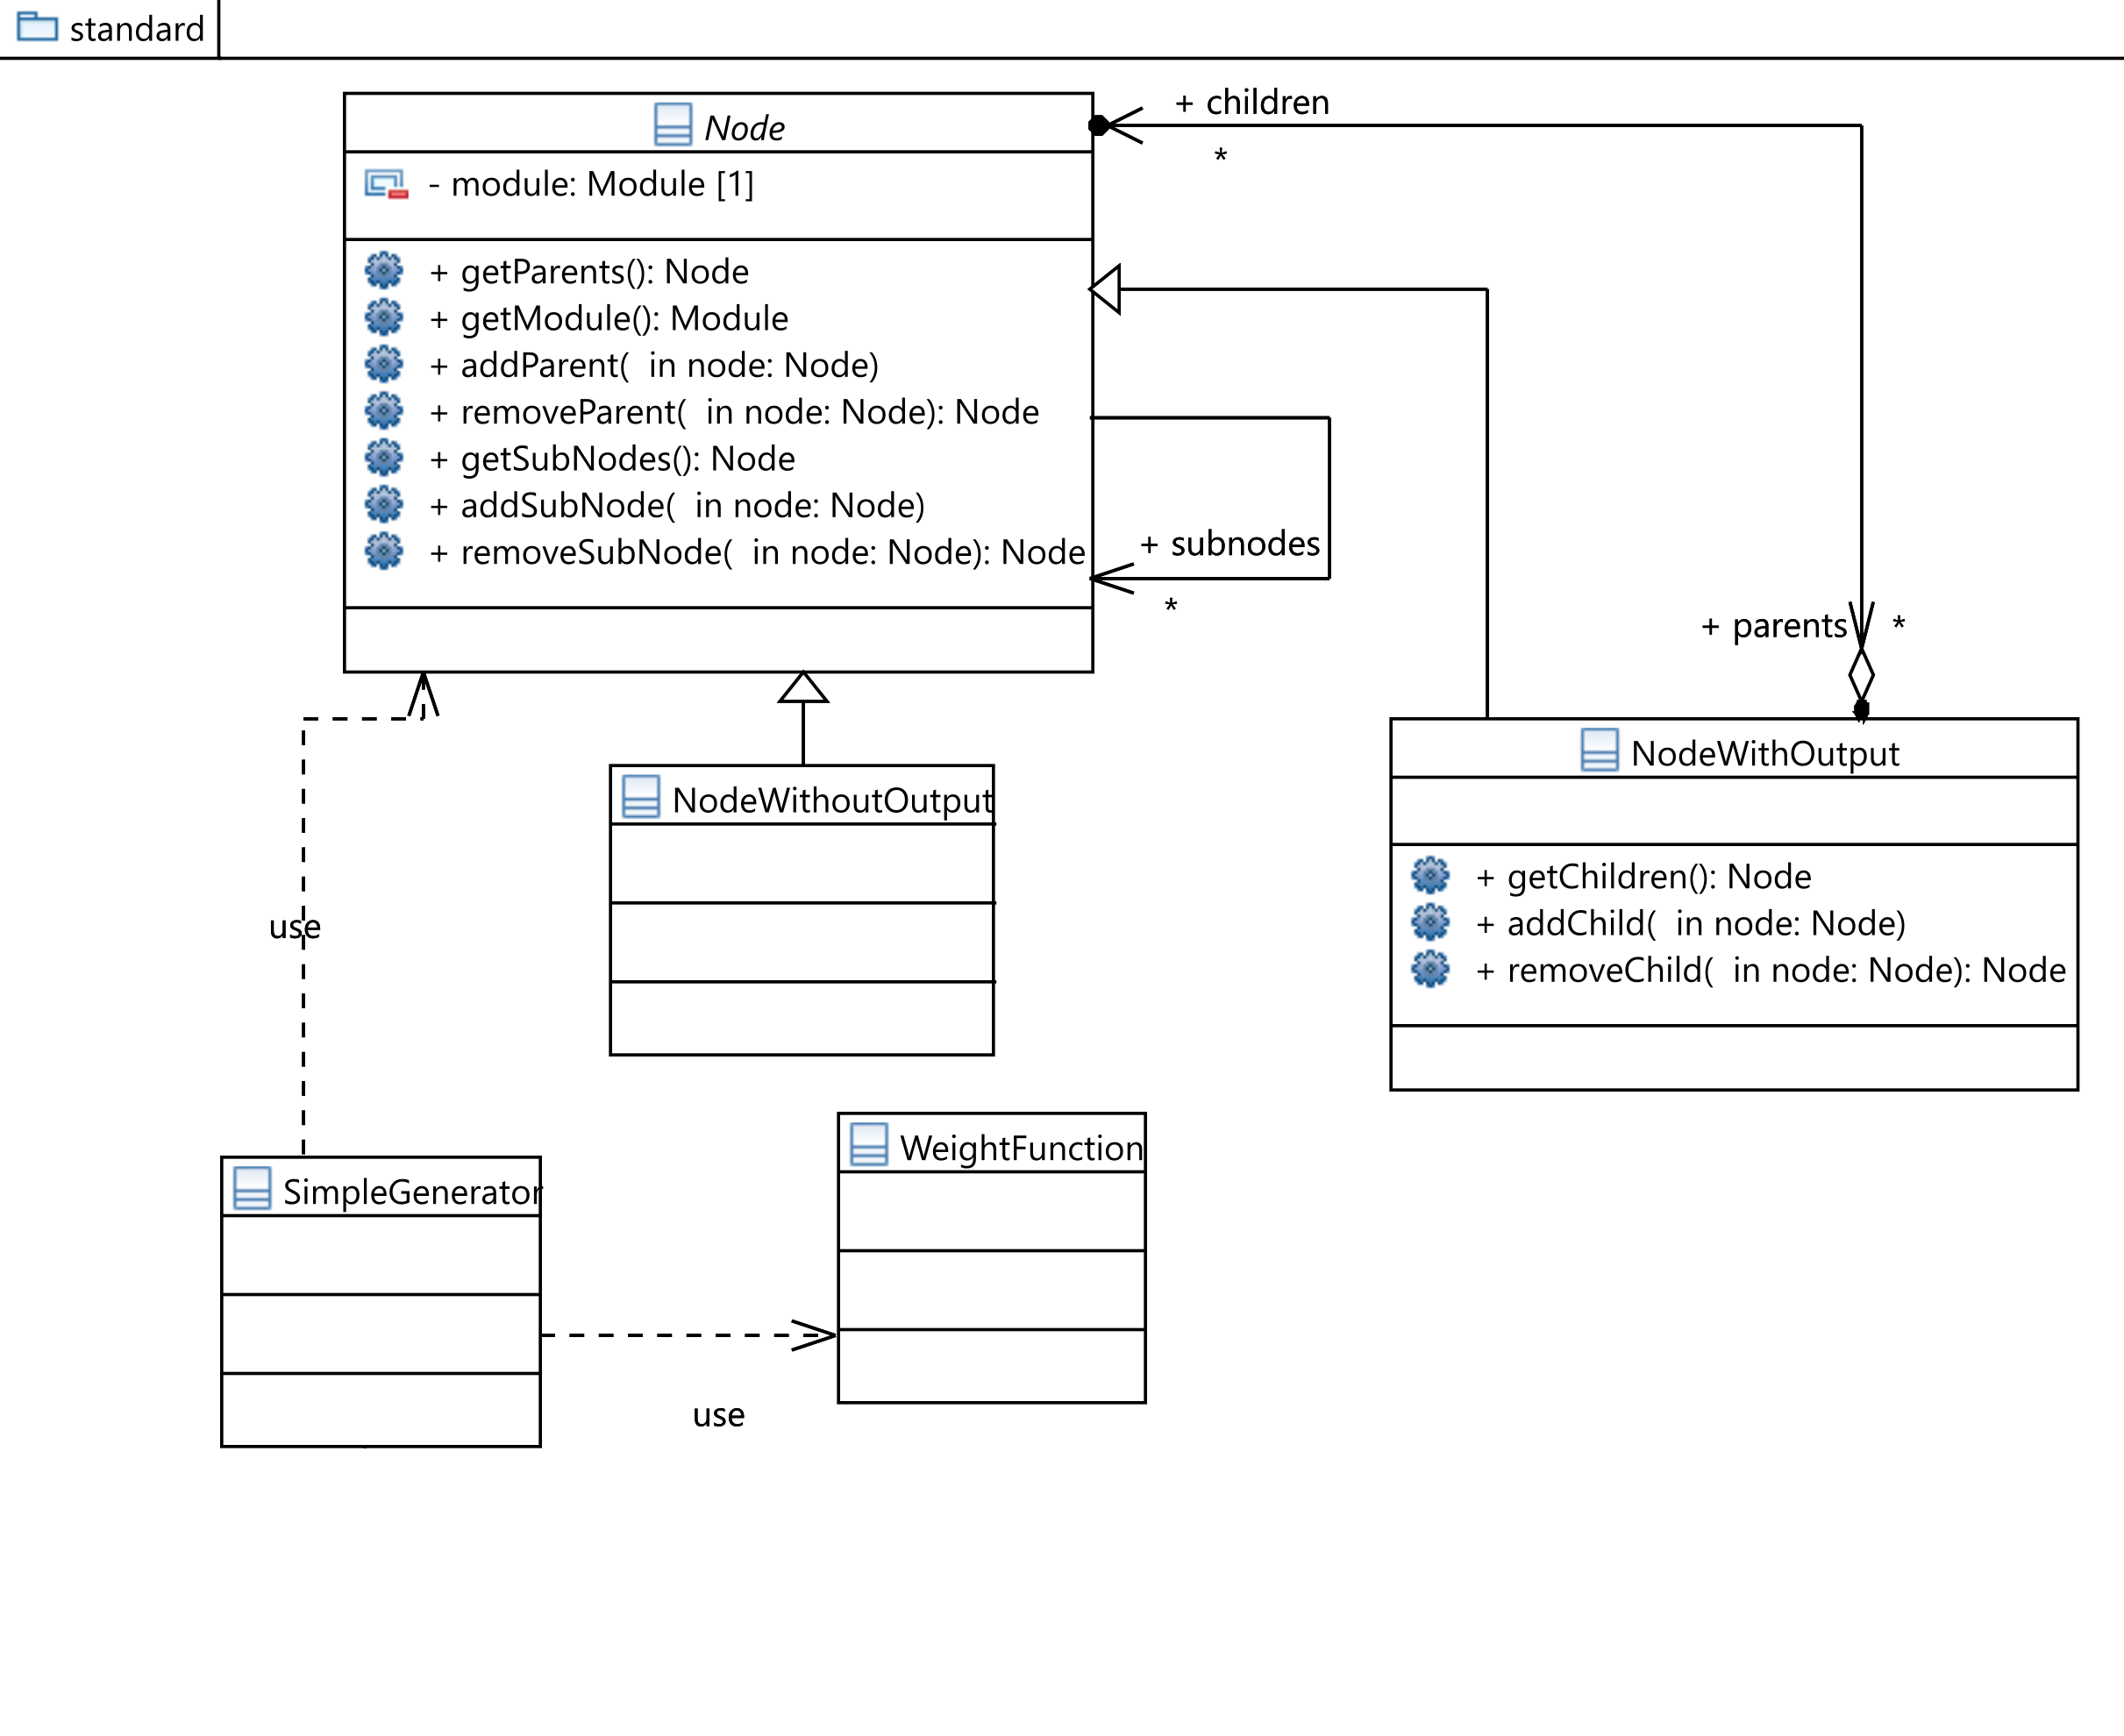 standard
Node
- module: Module [1]
+ getParents(): Node
+ getModule(): Module
+ addParent(  in node: Node)
+ removeParent(  in node: Node): Node
+ getSubNodes(): Node
+ addSubNode(  in node: Node)
+ removeSubNode(  in node: Node): Node
+ children
*
+ subnodes
*
+ parents
*
NodeWithoutOutput
NodeWithOutput
+ getChildren(): Node
+ addChild(  in node: Node)
+ removeChild(  in node: Node): Node
use
SimpleGenerator
WeightFunction
use